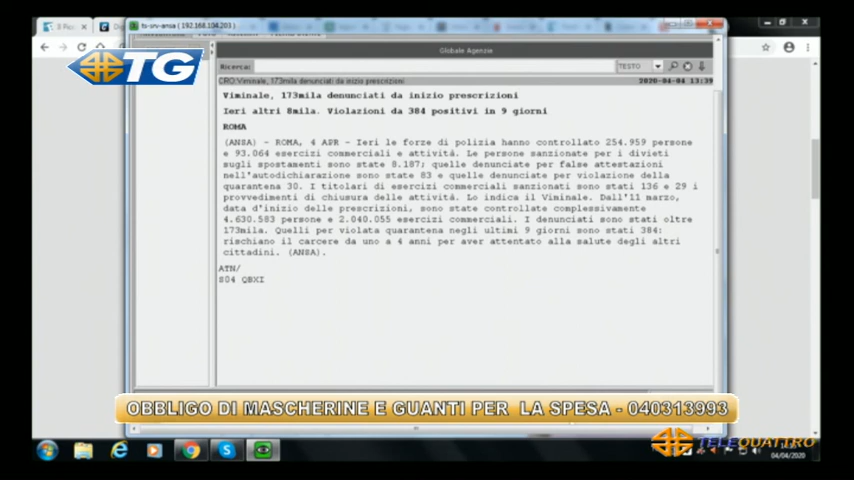 ts-srv-ansa ( 192.168.104.203 )
Globale Agenzie
TG
Ricerca:
TESTO
CRO:Viminale, 173mila denunciati da inizio prescrizioni
2020-04-04 13:39
Viminale, 173mila denunciati da inizio prescrizioni
Ieri altri 8mila. Violazioni da 384 positivi in 9 giorni
ROMA
(ANSA) - ROMA, 4 APR - Ieri le forze di polizia hanno controllato 254.959 persone
e 93.064 esercizi commerciali e attività. Le persone sanzionate per i divieti
sugli spostamenti sono state 8.187; quelle denunciate per false attestazioni
nell'autodichiarazione sono state 83 e quelle denunciate per violazione della
quarantena 30. I titolari di esercizi commerciali sanzionati sono stati 136 e 29 i
provvedimenti di chiusura delle attività. Lo indica il Viminale. Dall'11 marzo,
data d'inizio delle prescrizioni, sono state controllate complessivamente
4.630.583 persone e 2.040.055 esercizi commerciali. I denunciati sono stati oltre
173mila. Quelli per violata quarantena negli ultimi 9 giorni sono stati 384:
rischiano il carcere da uno a 4 anni per aver attentato alla salute degli altri
cittadini. (ANSA).
ATN/
S04 QBXI
OBBLIGO DI MASCHERINE E GUANTI PER LA SPESA - 040313993
TELEQUATTRO
04/04/2020